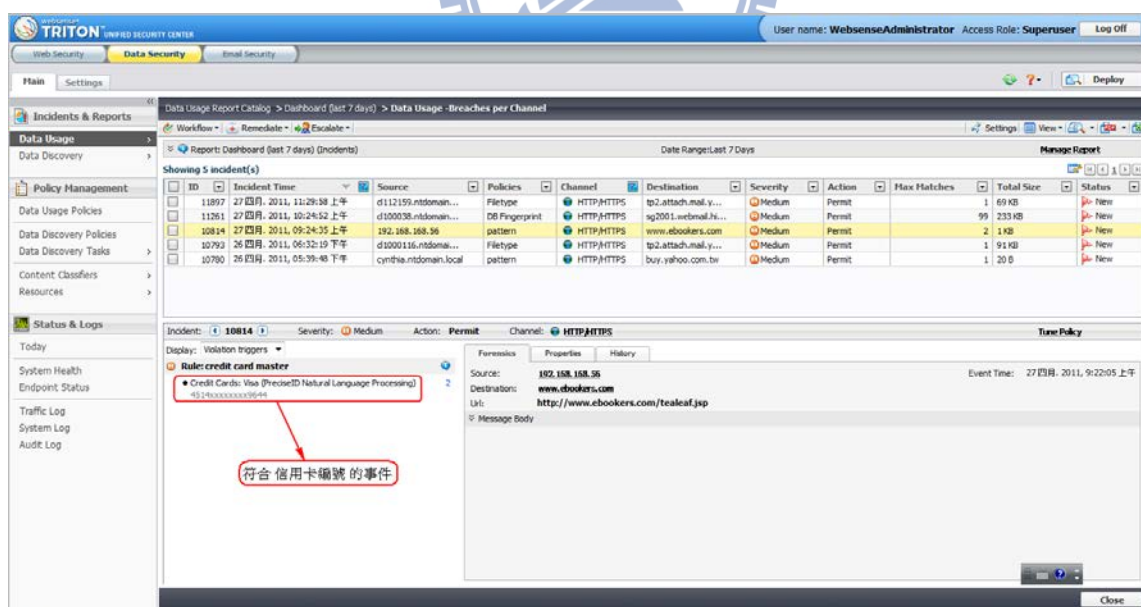 websense
TRITON UNIFIED SECURITY CENTER
User name: WebsenseAdministrator Access Role: Superuser Log Off
Web Security Data Security Email Security
Main Settings
? Deploy
Incidents & Reports
Data Usage
Data Discovery
Policy Management
Data Usage Policies
Data Discovery Policies
Data Discovery Tasks
Content Classifiers
Resources
Status & Logs
Today
System Health
Endpoint Status
Traffic Log
System Log
Audit Log
Data Usage Report Catalog > Dashboard (last 7 days) > Data Usage -Breaches per Channel
Workflow Remediate Escalate Settings View
Report: Dashboard (last 7 days) (Incidents) Date Range:Last 7 Days Manage Report
Showing 5 incident(s) 1
ID Incident Time Source Policies Channel Destination Severity Action Max Matches Total Size Status
11897 27 四月. 2011, 11:29:58 上午 d112159.ntdomain... Filetype HTTP/HTTPS tp2.attach.mail.y... Medium Permit 1 69 KB New
11261 27 四月. 2011, 10:24:52 上午 d100038.ntdomain... DB Fingerprint HTTP/HTTPS sg2001.webmail.hi... Medium Permit 99 233 KB New
10814 27 四月. 2011, 09:24:35 上午 192.168.168.56 pattern HTTP/HTTPS www.ebookers.com Medium Permit 2 1 KB New
10793 26 四月. 2011, 06:32:19 下午 d1000116.ntdomai... Filetype HTTP/HTTPS tp2.attach.mail.y... Medium Permit 1 91 KB New
10780 26 四月. 2011, 05:39:48 下午 cynthia.ntdomain.local pattern HTTP/HTTPS buy.yahoo.com.tw Medium Permit 1 20 B New
Incident: 10814 Severity: Medium Action: Permit Channel: HTTP/HTTPS Tune Policy
Display: Violation triggers
Rule: credit card master
• Credit Cards: Visa (PreciseID Natural Language Processing) 2
4514xxxxxxxx9644
符合 信用卡編號 的事件
Forensics Properties History
Source: 192.168.168.56 Event Time: 27 四月. 2011, 9:22:05 上午
Destination: www.ebookers.com
Url: http://www.ebookers.com/tealeaf.jsp
Message Body
Close